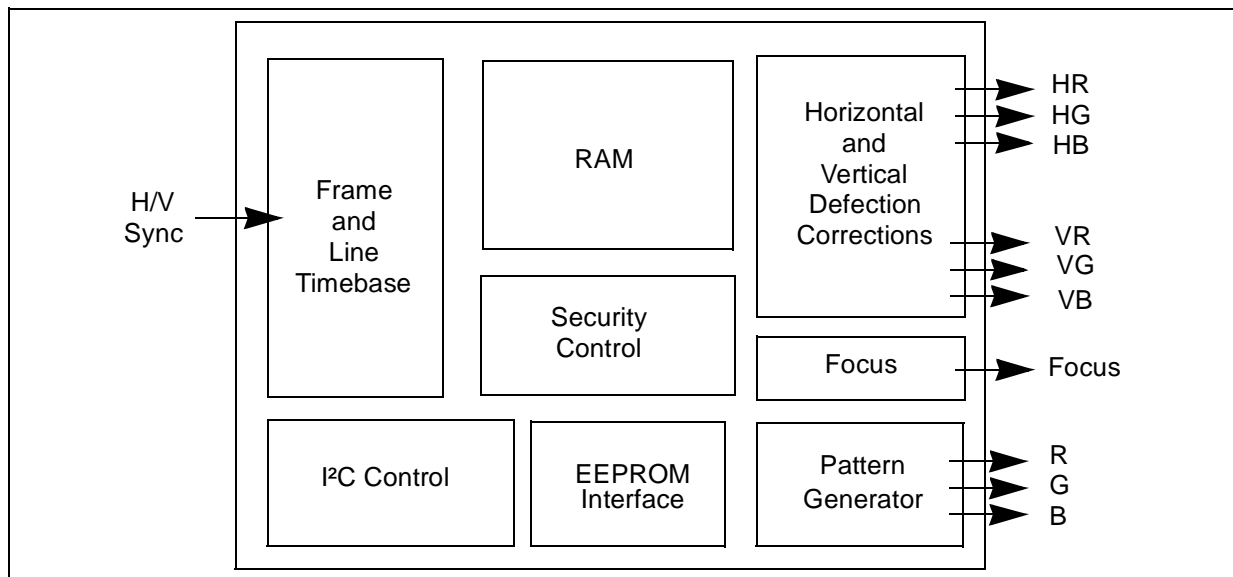 H/V
Sync
Frame
and
Line
Timebase
RAM
Security
Control
Horizontal
and
Vertical
Defection
Corrections
HR
HG
HB
VR
VG
VB
Focus
Focus
I²C Control
EEPROM
Interface
Pattern
Generator
R
G
B